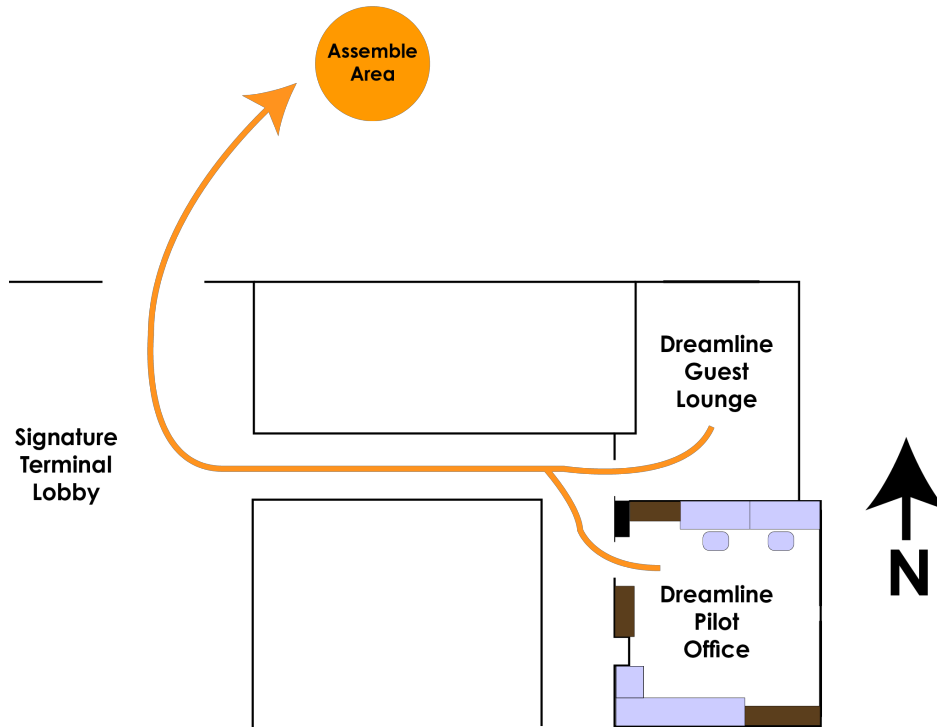 Assemble
Area
Dreamline
Guest
Lounge
Signature
Terminal
Lobby
N
Dreamline
Pilot
Office